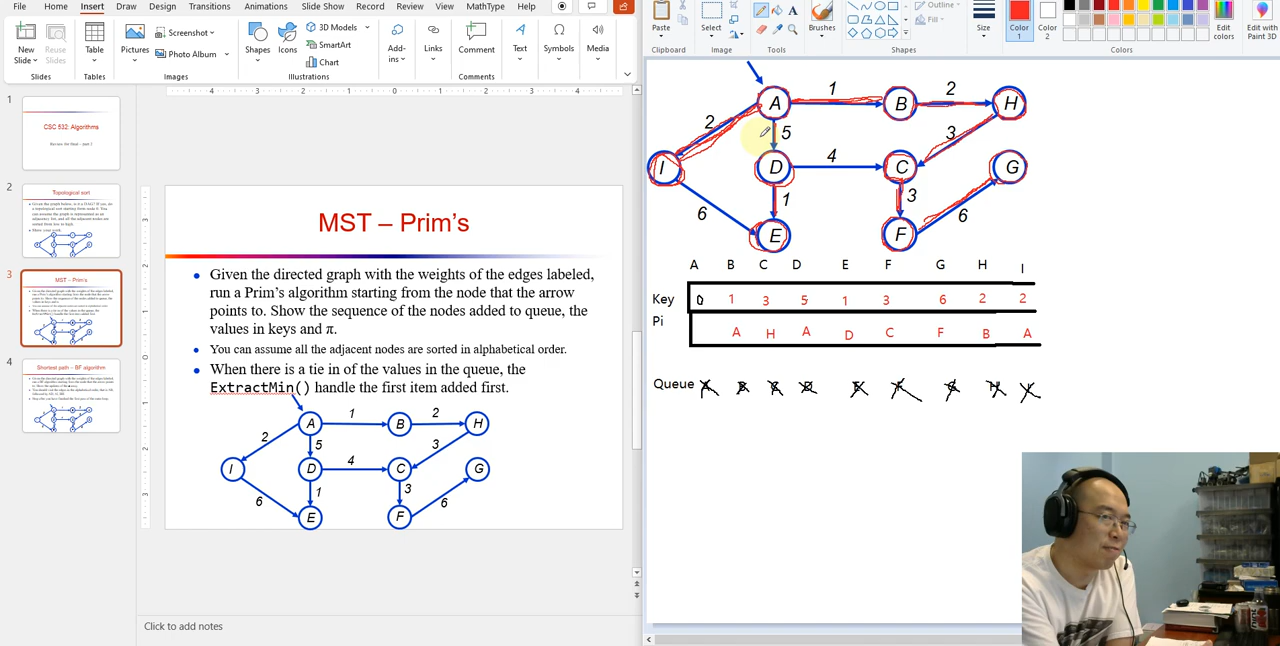 File Home Insert Draw Design Transitions Animations Slide Show Record Review View MathType Help
New Slide
Reuse Slides
Table
Pictures
Screenshot
Photo Album
Shapes
Icons
3D Models
SmartArt
Chart
Add-ins
Links
Comment
Text
Symbols
Media
Slides Tables Images Illustrations Comments
Paste
Select
Brushes
Outline
Fill
Size
Color 1
Color 2
Edit colors
Edit with Paint 3D
Clipboard Image Tools Shapes Colors
4 3 2 1 0 1 2 3 4
1
CSC 532: Algorithms
2
Topological sort
3
MST – Prim's
4
Shortest path – BF algorithm
MST – Prim's
Given the directed graph with the weights of the edges labeled,
run a Prim's algorithm starting from the node that the arrow
points to. Show the sequence of the nodes added to queue, the
values in keys and π.
You can assume all the adjacent nodes are sorted in alphabetical order.
When there is a tie in of the values in the queue, the
ExtractMin() handle the first item added first.
A 1 B 2 H
2 5 3
I D 4 C G
6 1 3 6
E F
Click to add notes
A 1 B 2 H
2 5 3
I D 4 C G
6 1 3 6
E F
A B C D E F G H I
Key 0 1 3 5 1 3 6 2 2
Pi A H A D C F B A
Queue